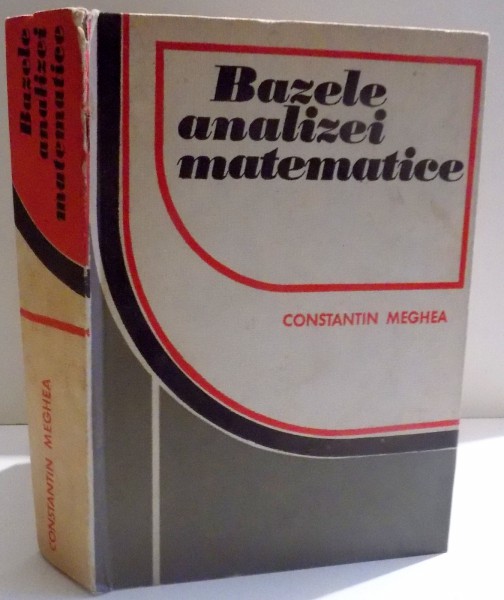 Bazele
analizei
matematice
CONSTANTIN MEGHEA
Bazele
analizei
matematice
CONSTANTIN MEGHEA